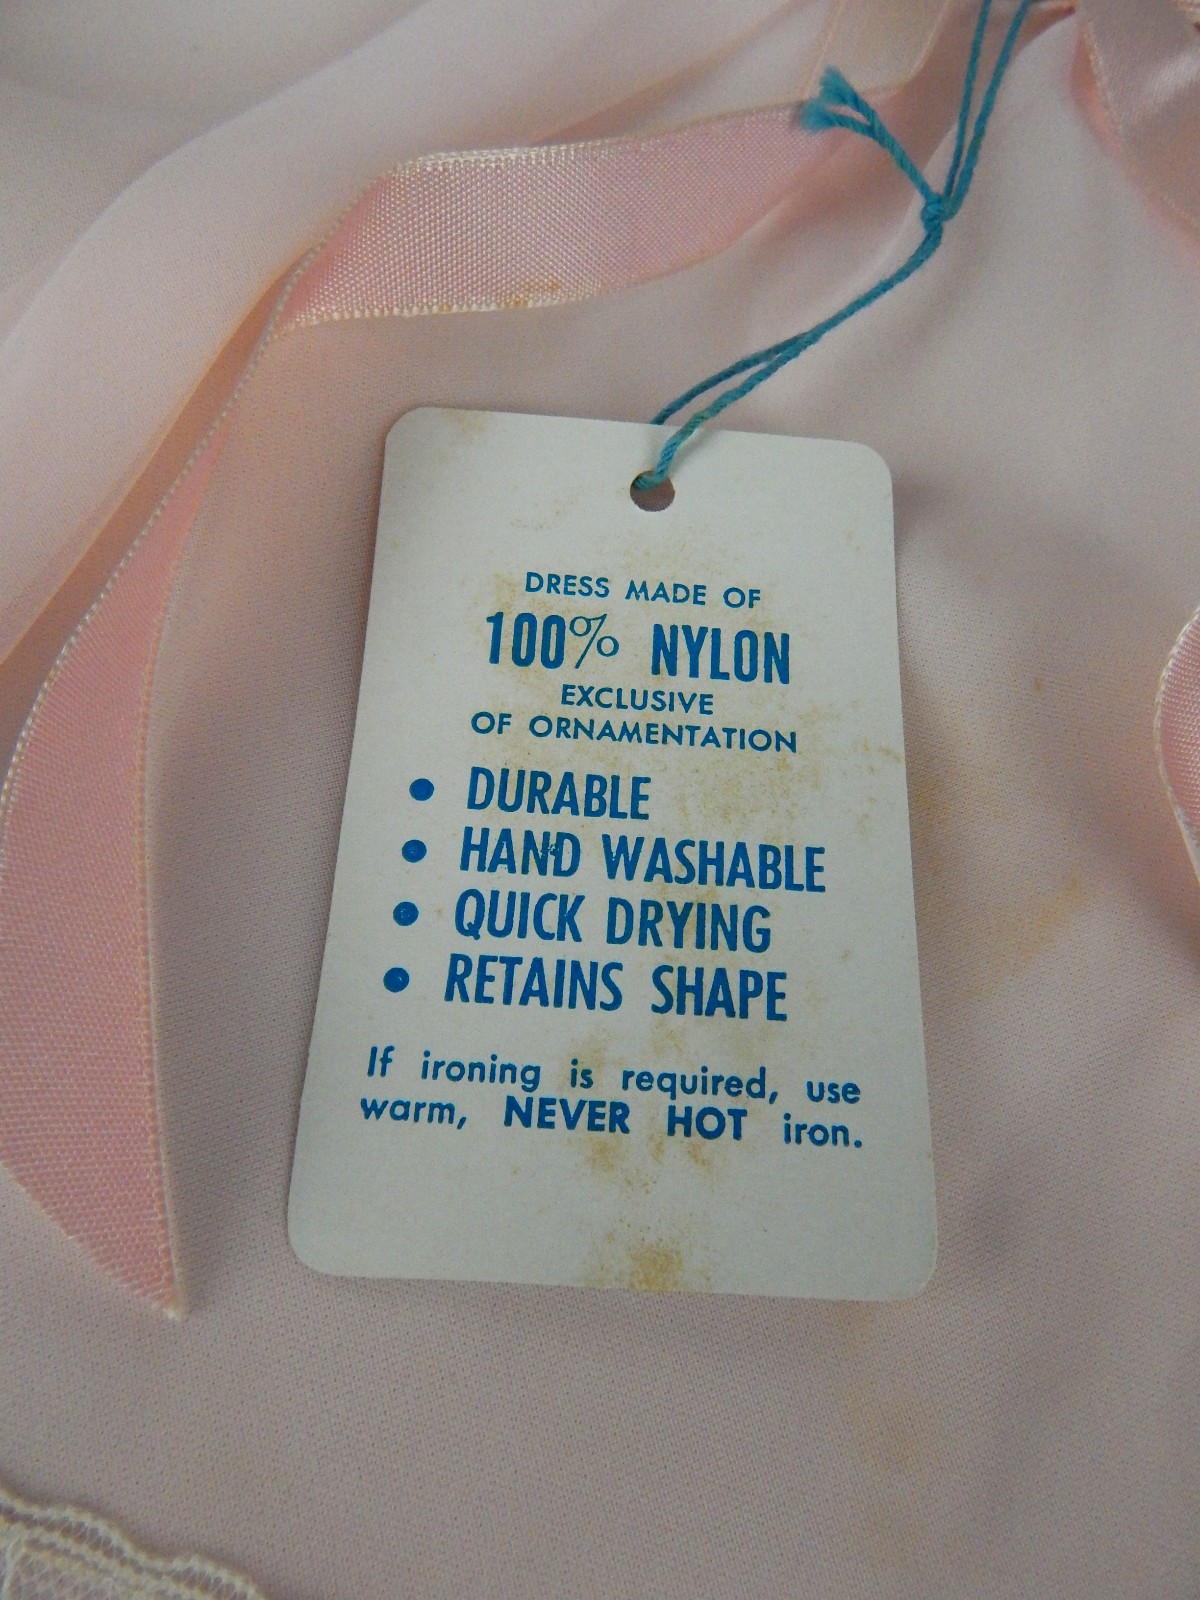 DRESS MADE OF
100% NYLON
EXCLUSIVE
OF ORNAMENTATION
• DURABLE
• HAND WASHABLE
• QUICK DRYING
• RETAINS SHAPE
If ironing is required, use
warm, NEVER HOT iron.